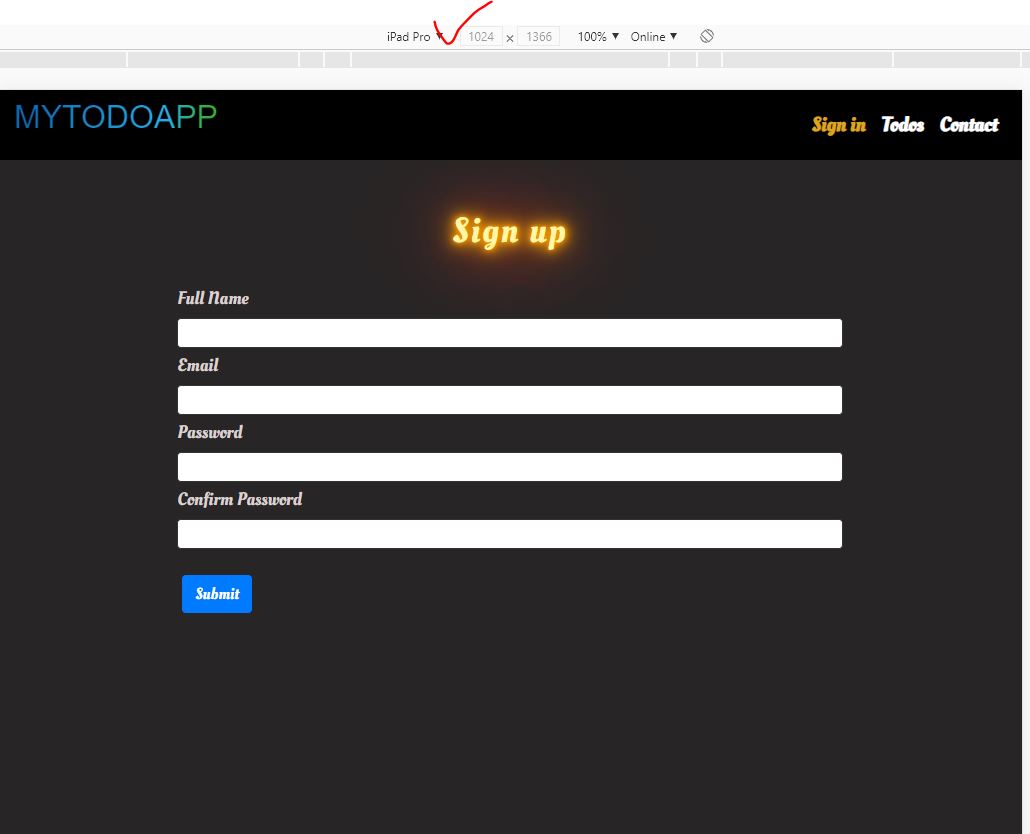 iPad Pro ▼ 1024 × 1366 100% ▼ Online ▼
MYTODOAPP
Sign in Todos Contact
Sign up
Full Name
Email
Password
Confirm Password
Submit